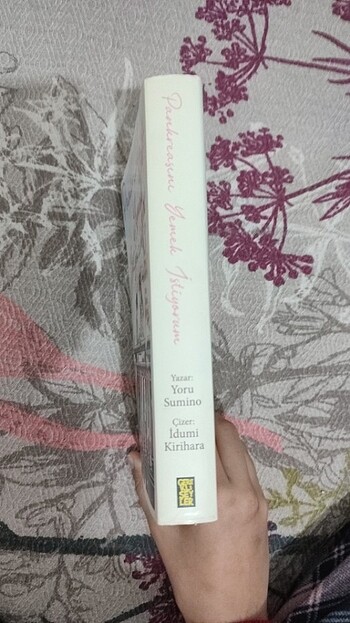 Pankreasını Yemek İstiyorum
Yazar:
Yoru
Sumino
Çizer:
İdumi
Kirihara